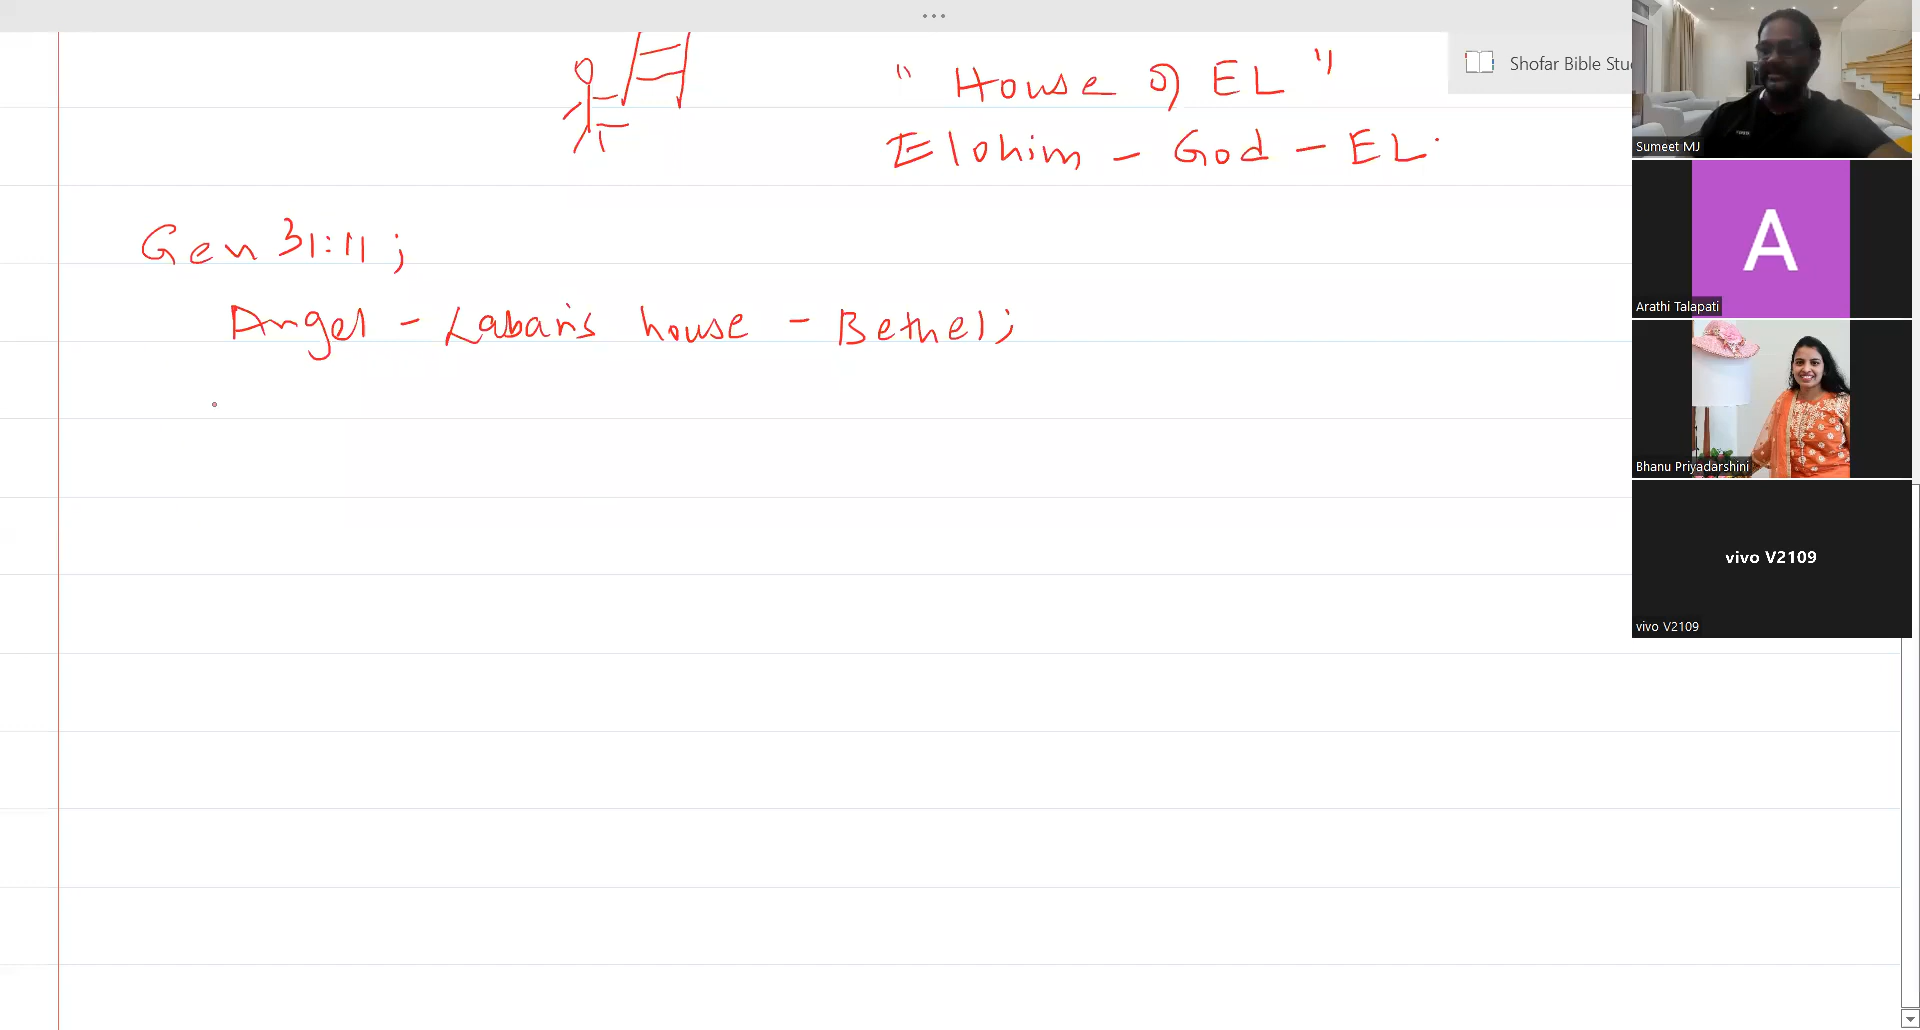 ...
" House of EL "
Shofar Bible Stu
Elohim - God - EL.
Gen 31:11 ;
Angel - Laban's house - Bethel ;
Sumeet MJ
A
Arathi Talapati
Bhanu Priyadarshini
vivo V2109
vivo V2109